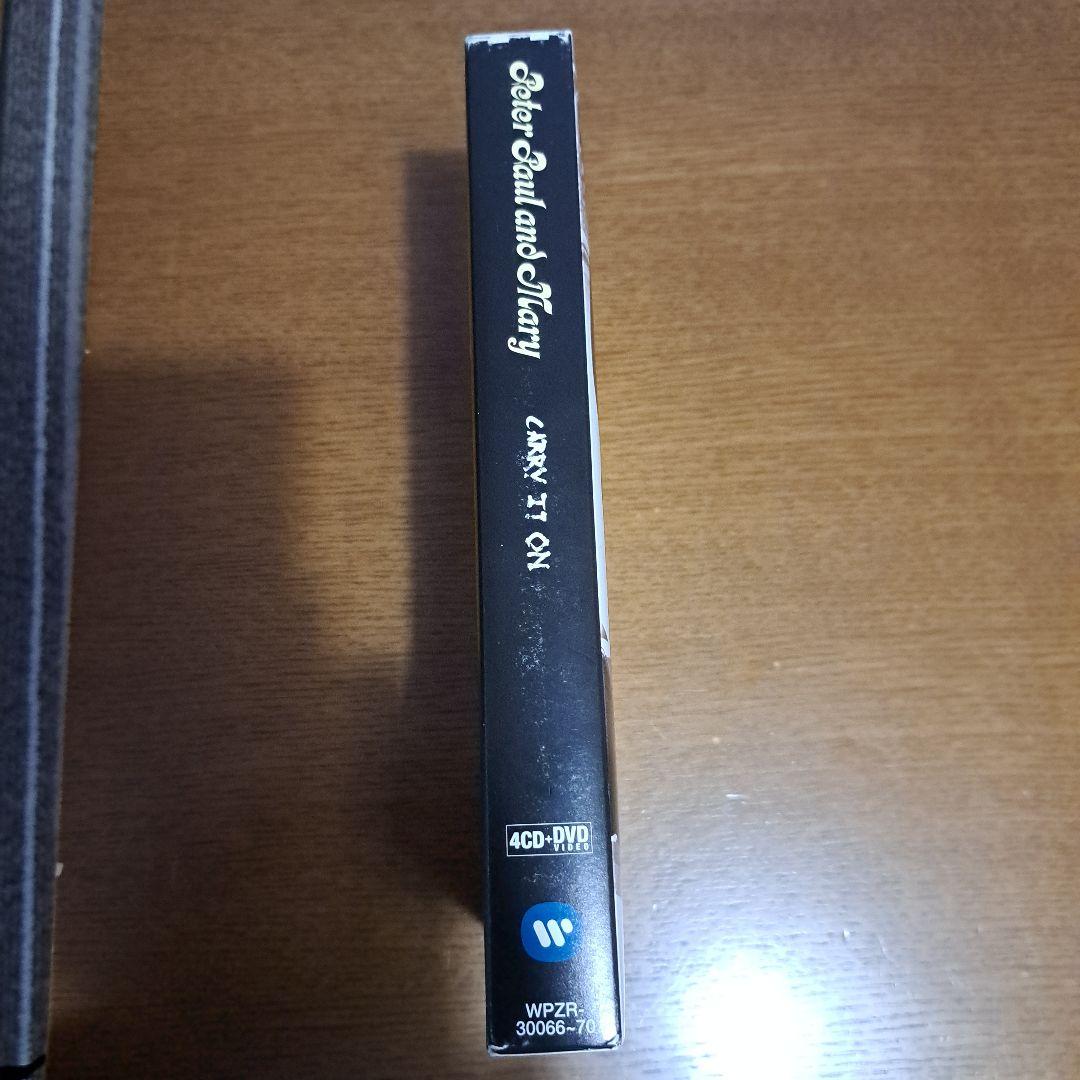 Peter Paul and Mary
CARRY IT ON
4CD+DVD
VIDEO
WPZR-
30066~70